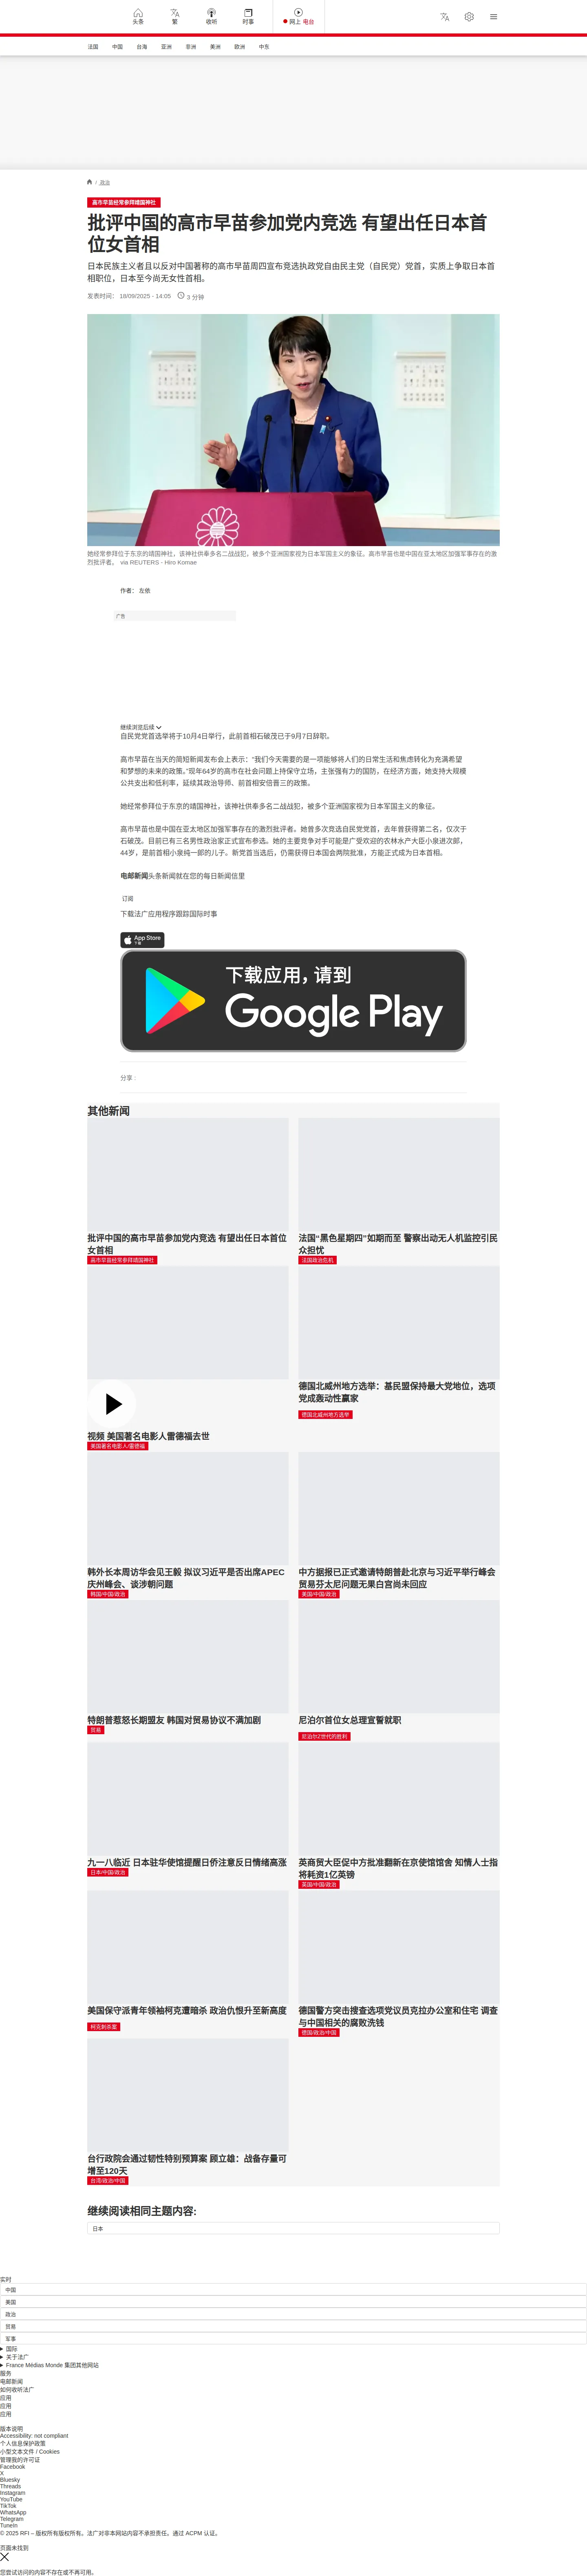 头条
繁
收听
时事
网上 电台
法国
中国
台海
亚洲
非洲
美洲
欧洲
中东
/ 政治
高市早苗经常参拜靖国神社
批评中国的高市早苗参加党内竞选 有望出任日本首
位女首相
日本民族主义者且以反对中国著称的高市早苗周四宣布竞选执政党自由民主党（自民党）党首，实质上争取日本首
相职位，日本至今尚无女性首相。
发表时间： 18/09/2025 - 14:05 3 分钟
她经常参拜位于东京的靖国神社，该神社供奉多名二战战犯，被多个亚洲国家视为日本军国主义的象征。高市早苗也是中国在亚太地区加强军事存在的激
烈批评者。 via REUTERS - Hiro Komae
作者： 左依
广告
继续浏览后续
自民党党首选举将于10月4日举行，此前首相石破茂已于9月7日辞职。
高市早苗在当天的简短新闻发布会上表示：“我们今天需要的是一项能够将人们的日常生活和焦虑转化为充满希望
和梦想的未来的政策。”现年64岁的高市在社会问题上持保守立场，主张强有力的国防，在经济方面，她支持大规模
公共支出和低利率，延续其政治导师、前首相安倍晋三的政策。
她经常参拜位于东京的靖国神社，该神社供奉多名二战战犯，被多个亚洲国家视为日本军国主义的象征。
高市早苗也是中国在亚太地区加强军事存在的激烈批评者。她曾多次竞选自民党党首，去年曾获得第二名，仅次于
石破茂。目前已有三名男性政治家正式宣布参选。她的主要竞争对手可能是广受欢迎的农林水产大臣小泉进次郎，
44岁，是前首相小泉纯一郎的儿子。新党首当选后，仍需获得日本国会两院批准，方能正式成为日本首相。
电邮新闻头条新闻就在您的每日新闻信里
订阅
下载法广应用程序跟踪国际时事
App Store
下载
下载应用，请到
Google Play
分享 :
其他新闻
批评中国的高市早苗参加党内竞选 有望出任日本首位
女首相
高市早苗经常参拜靖国神社
法国“黑色星期四”如期而至 警察出动无人机监控引民
众担忧
法国政治危机
视频 美国著名电影人雷德福去世
美国著名电影人/雷德福
德国北威州地方选举：基民盟保持最大党地位，选项
党成轰动性赢家
德国北威州地方选举
韩外长本周访华会见王毅 拟议习近平是否出席APEC
庆州峰会、谈涉朝问题
韩国/中国/政治
中方据报已正式邀请特朗普赴北京与习近平举行峰会
贸易芬太尼问题无果白宫尚未回应
美国/中国/政治
特朗普惹怒长期盟友 韩国对贸易协议不满加剧
贸易
尼泊尔首位女总理宣誓就职
尼泊尔Z世代的胜利
九一八临近 日本驻华使馆提醒日侨注意反日情绪高涨
日本/中国/政治
英商贸大臣促中方批准翻新在京使馆馆舍 知情人士指
将耗资1亿英镑
英国/中国/政治
美国保守派青年领袖柯克遭暗杀 政治仇恨升至新高度
柯克刺杀案
德国警方突击搜查选项党议员克拉办公室和住宅 调查
与中国相关的腐败洗钱
德国/政治/中国
台行政院会通过韧性特别预算案 顾立雄：战备存量可
增至120天
台湾/政治/中国
继续阅读相同主题内容:
日本
实时
中国
美国
政治
贸易
军事
国际
关于法广
France Médias Monde 集团其他网站
服务
电邮新闻
如何收听法广
应用
应用
应用
版本说明
Accessibility: not compliant
个人信息保护政策
小型文本文件 / Cookies
管理我的许可证
Facebook
X
Bluesky
Threads
Instagram
YouTube
TikTok
WhatsApp
Telegram
TuneIn
© 2025 RFI – 版权所有版权所有。法广对非本网站内容不承担责任。通过 ACPM 认证。
页面未找到
您尝试访问的内容不存在或不再可用。